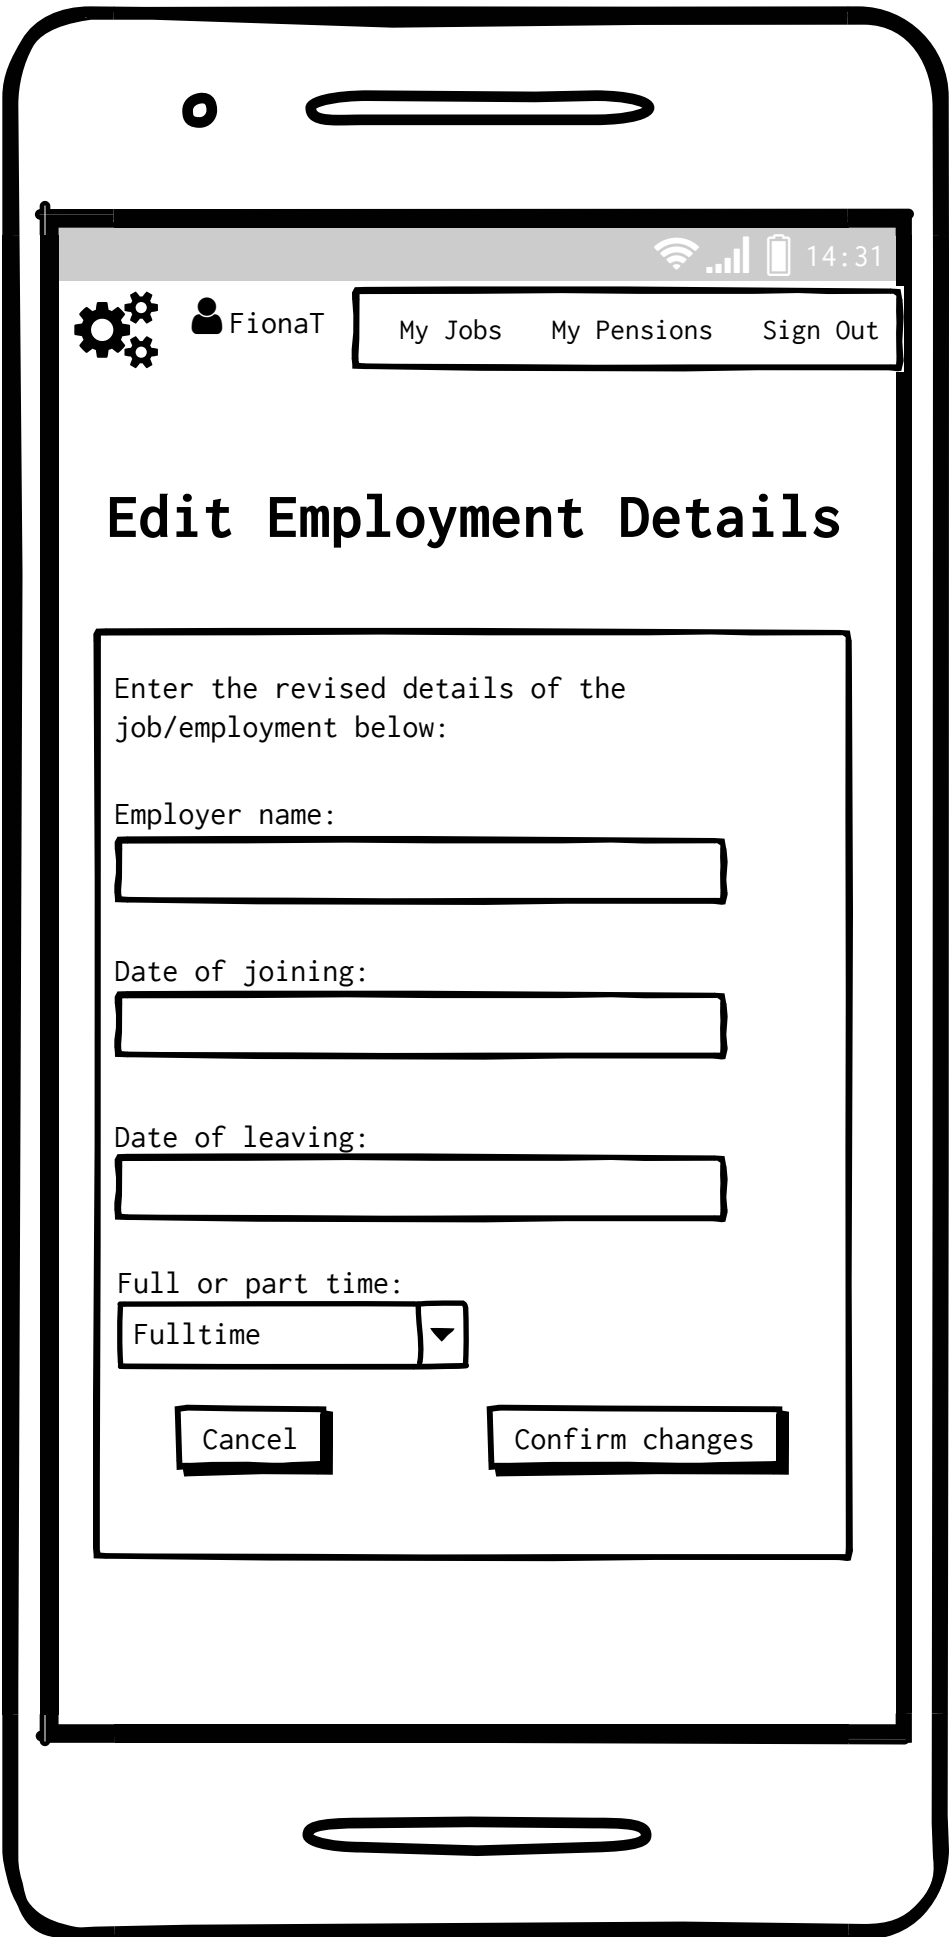 14:31
FionaT
My Jobs My Pensions Sign Out
Edit Employment Details
Enter the revised details of the
job/employment below:
Employer name:
Date of joining:
Date of leaving:
Full or part time:
Fulltime
Cancel Confirm changes